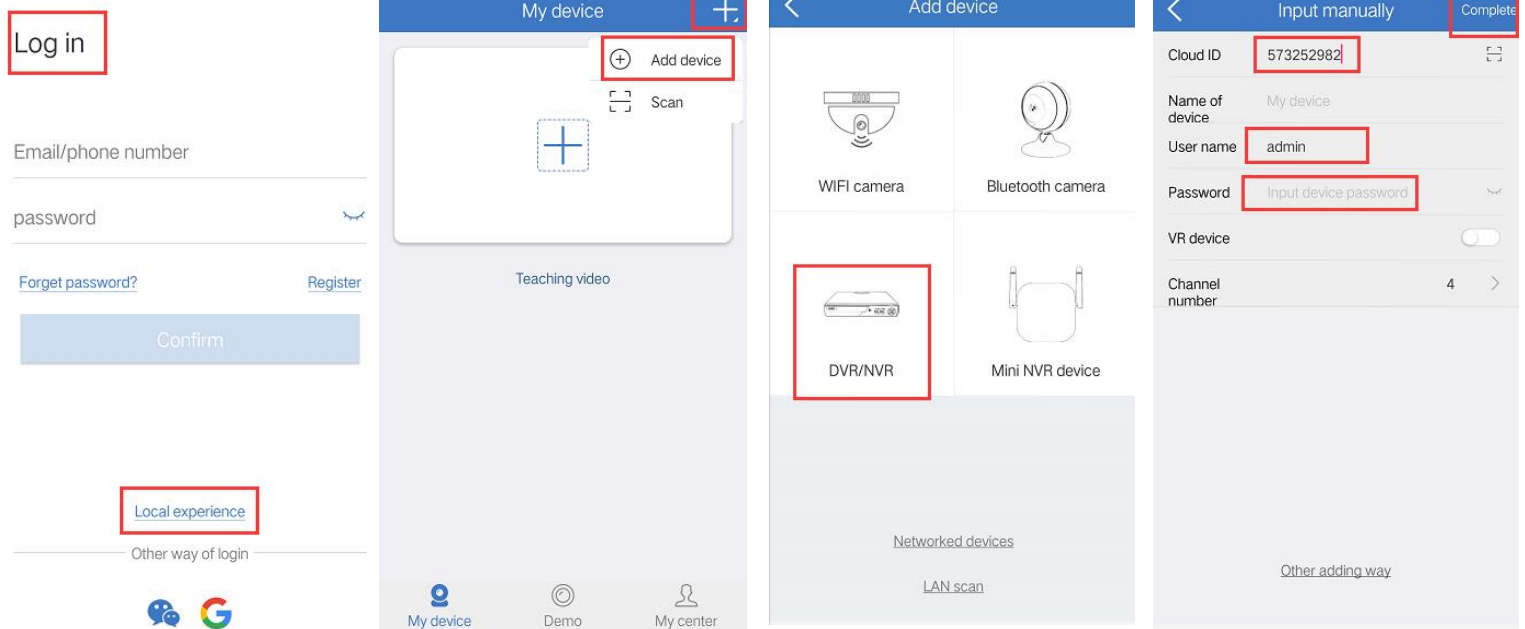 Log in
Email/phone number
password
Forget password?
Register
Confirm
Local experience
Other way of login
My device
Add device
Scan
Teaching video
My device
Demo
My center
Add device
WIFI camera
Bluetooth camera
DVR/NVR
Mini NVR device
Networked devices
LAN scan
Input manually
Complete
Cloud ID
573252982
Name of
device
My device
User name
admin
Password
Input device password
VR device
Channel
number
4
Other adding way